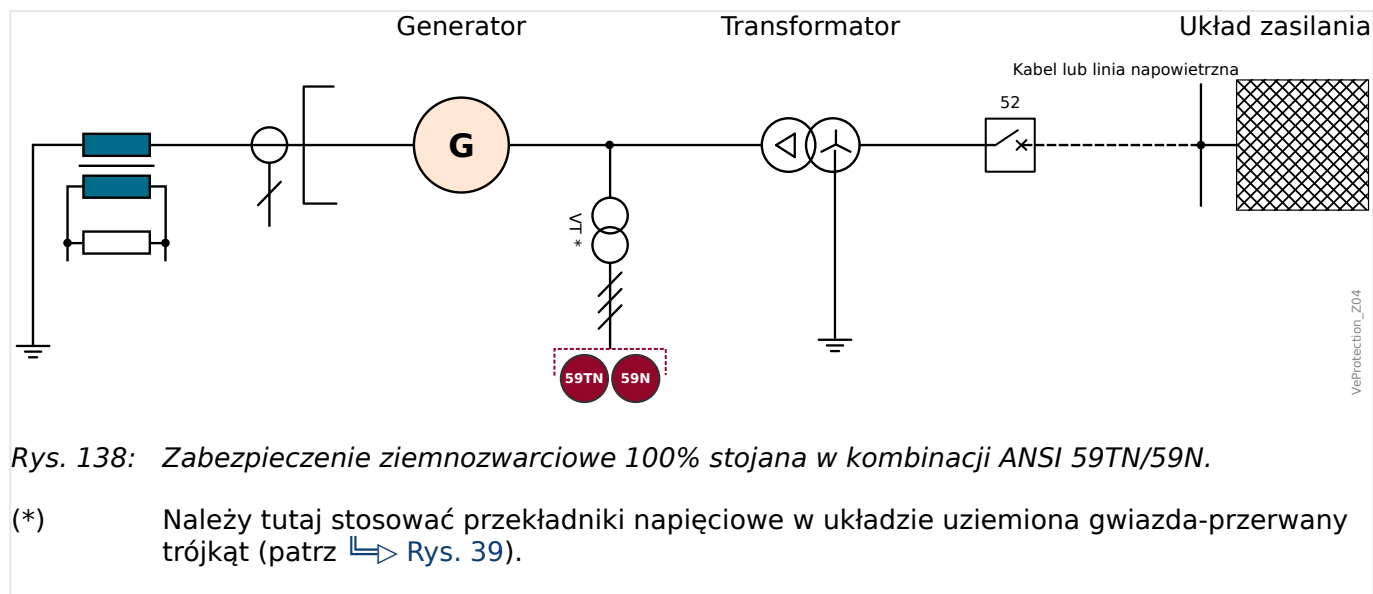 Generator
Transformator
Układ zasilania
Kabel lub linia napowietrzna
52
G
VT *
59TN
59N
VeProtection_Z04
Rys. 138: Zabezpieczenie ziemnozwarciowe 100% stojana w kombinacji ANSI 59TN/59N.
(*) Należy tutaj stosować przekładniki napięciowe w układzie uziemiona gwiazda-przerwany
trójkąt (patrz Rys. 39).